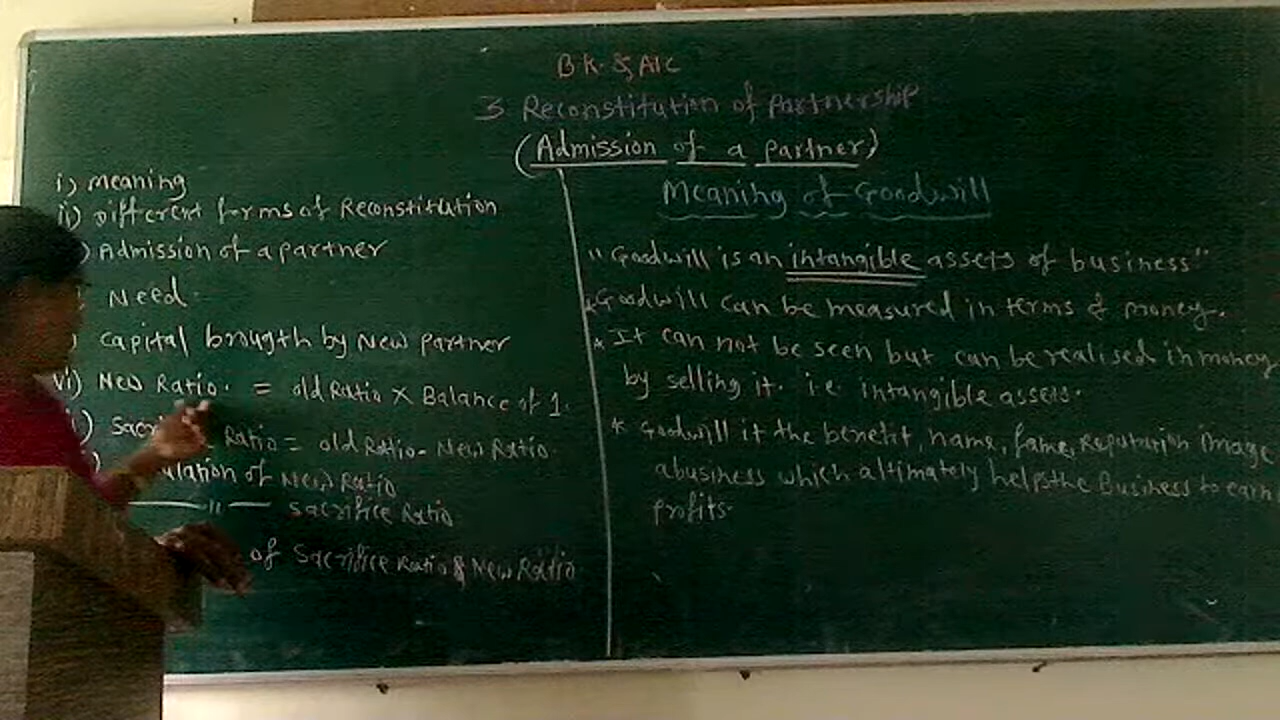 B.K. & A/C
3 Reconstitution of Partnership
(Admission of a partner)
i) Meaning
ii) Different forms of Reconstitution
) Admission of a partner
Need.
) Capital brougth by New partner
vi) New Ratio. = old Ratio X Balance of 1.
i) Sacri Ratio = old Ratio - New Ratio.
) ulation of New Ratio
— " — Sacrifice Ratio
of Sacrifice Ratio & New Ratio
Meaning of Goodwill
"Goodwill is an intangible assets of business"
* Goodwill can be measured in terms of money.
* It can not be seen but can be realised in money
by selling it. i.e. intangible assets.
* Goodwill it the benefit, name, fame, Reputation image
abusiness which altimately helps the Business to earn
profits.